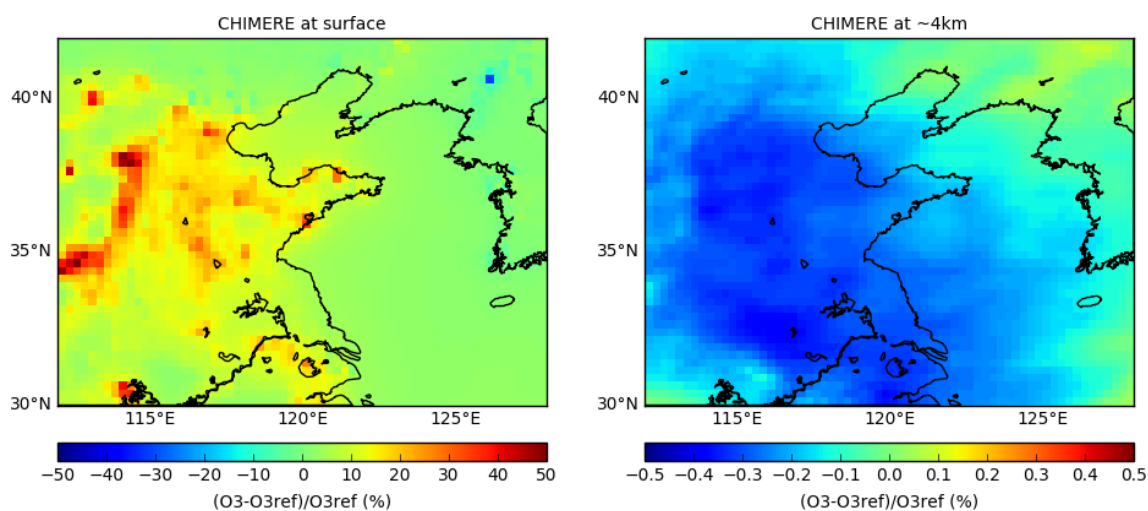 CHIMERE at surface
CHIMERE at ~4km
40°N
35°N
30°N
115°E 120°E 125°E
40°N
35°N
30°N
115°E 120°E 125°E
−50 −40 −30 −20 −10 0 10 20 30 40 50
(O3-O3ref)/O3ref (%)
−0.5 −0.4 −0.3 −0.2 −0.1 0.0 0.1 0.2 0.3 0.4 0.5
(O3-O3ref)/O3ref (%)